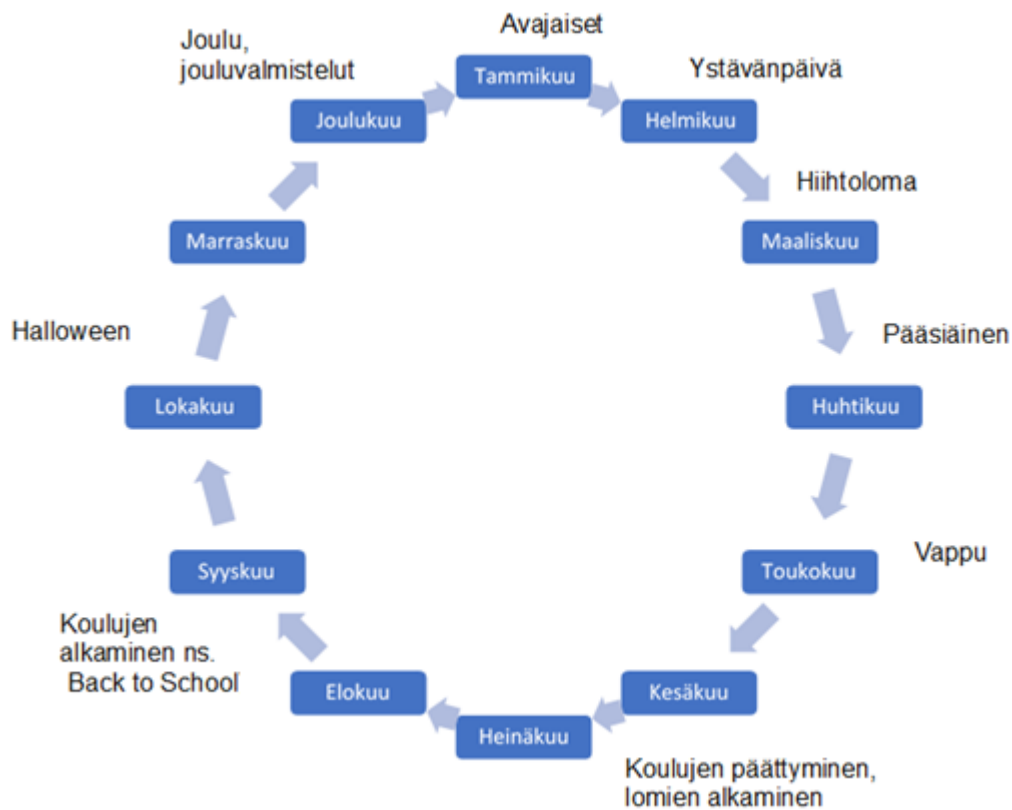 Avajaiset
Tammikuu
Ystävänpäivä
Helmikuu
Hiihtoloma
Maaliskuu
Pääsiäinen
Huhtikuu
Vappu
Toukokuu
Kesäkuu
Koulujen päättyminen,
lomien alkaminen
Heinäkuu
Elokuu
Koulujen
alkaminen ns.
Back to School
Syyskuu
Lokakuu
Halloween
Marraskuu
Joulu,
jouluvalmistelut
Joulukuu